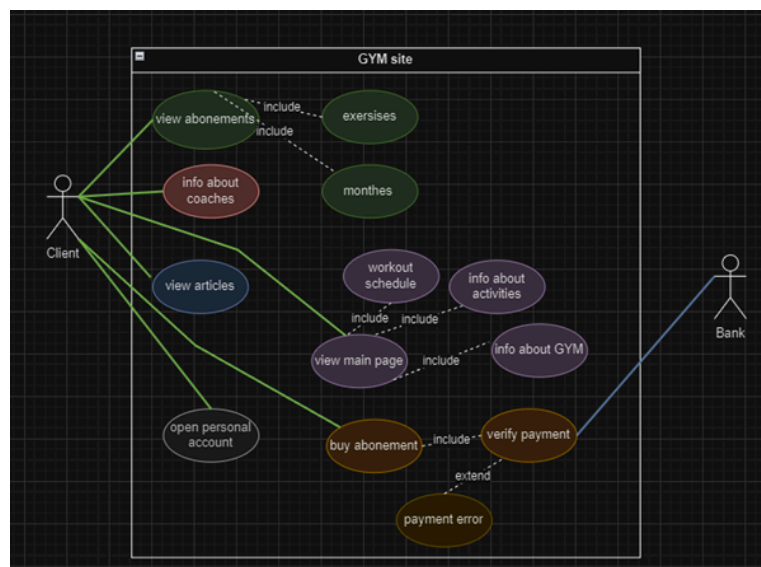 GYM site
view abonements
include
exersises
include
info about
coaches
monthes
Client
view articles
workout
schedule
info about
activities
include
include
Bank
view main page
include
info about GYM
open personal
account
buy abonement
include
verify payment
extend
payment error